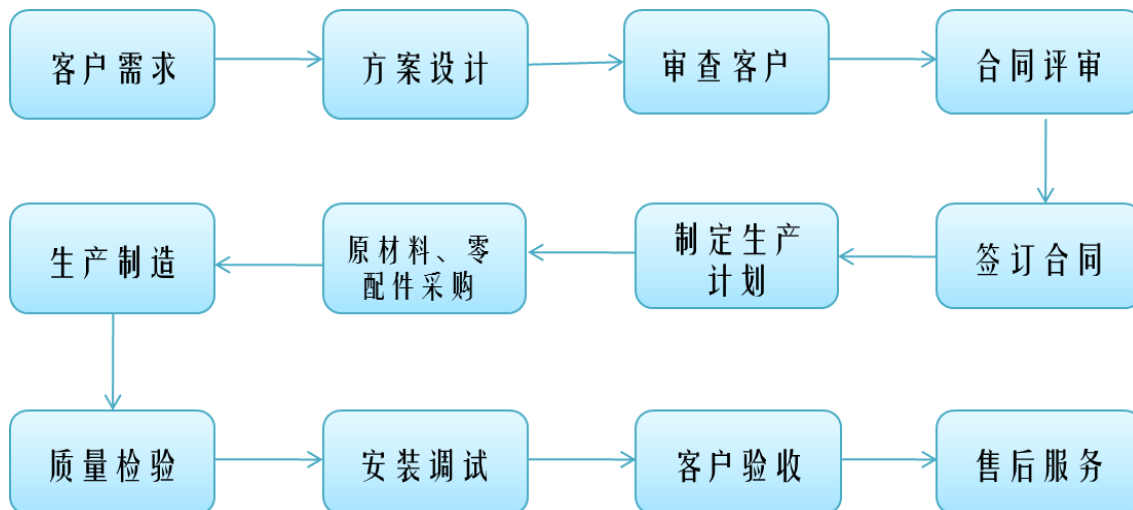 客户需求
方案设计
审查客户
合同评审
签订合同
制定生产
计划
原材料、零
配件采购
生产制造
质量检验
安装调试
客户验收
售后服务